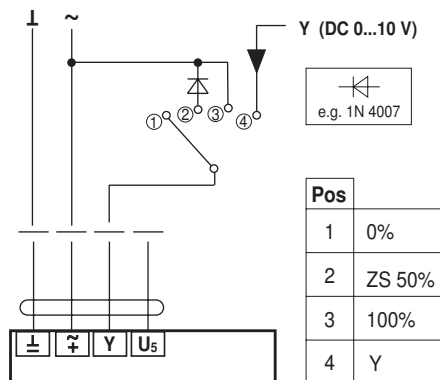 ⊥ ~
Y (DC 0...10 V)
① ② ③ ④
e.g. 1N 4007
Pos
1 0%
2 ZS 50%
3 100%
4 Y
Y U₅